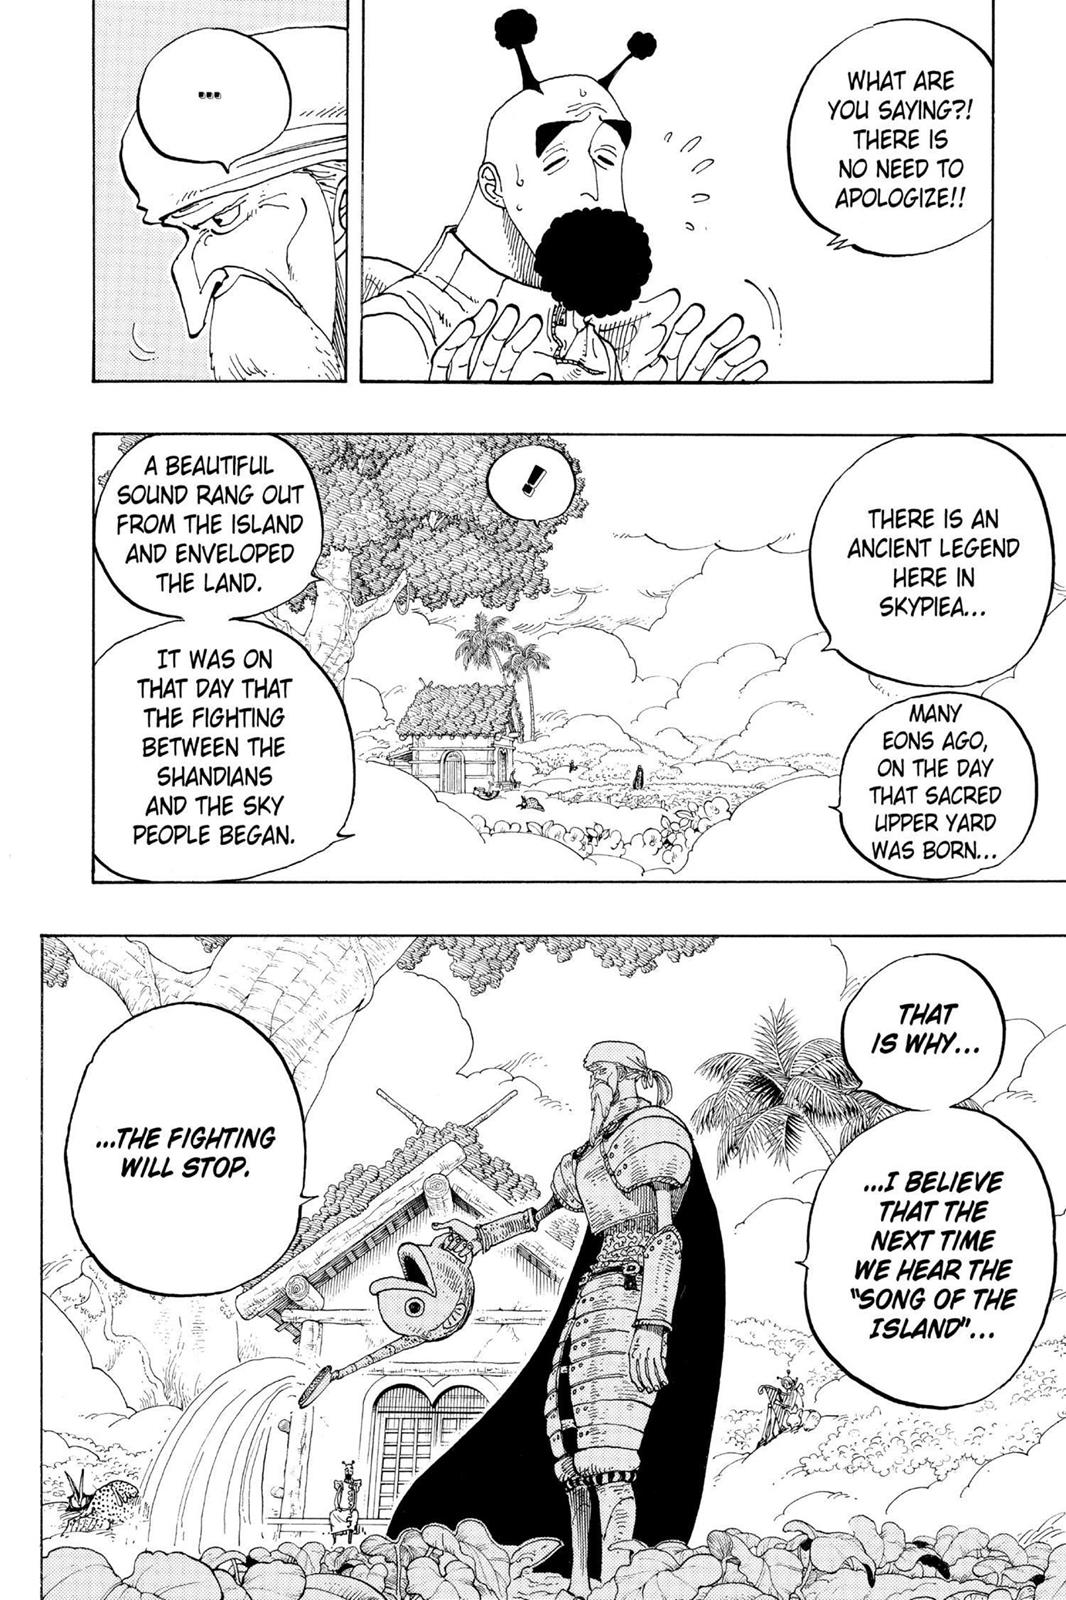 WHAT ARE
YOU SAYING?!
THERE IS
NO NEED TO
APOLOGIZE!!
...
THERE IS AN
ANCIENT LEGEND
HERE IN
SKYPIEA...
MANY
EONS AGO,
ON THE DAY
THAT SACRED
UPPER YARD
WAS BORN...
!
A BEAUTIFUL
SOUND RANG OUT
FROM THE ISLAND
AND ENVELOPED
THE LAND.
IT WAS ON
THAT DAY THAT
THE FIGHTING
BETWEEN THE
SHANDIANS
AND THE SKY
PEOPLE BEGAN.
THAT
IS WHY...
...I BELIEVE
THAT THE
NEXT TIME
WE HEAR THE
"SONG OF THE
ISLAND"...
...THE FIGHTING
WILL STOP.